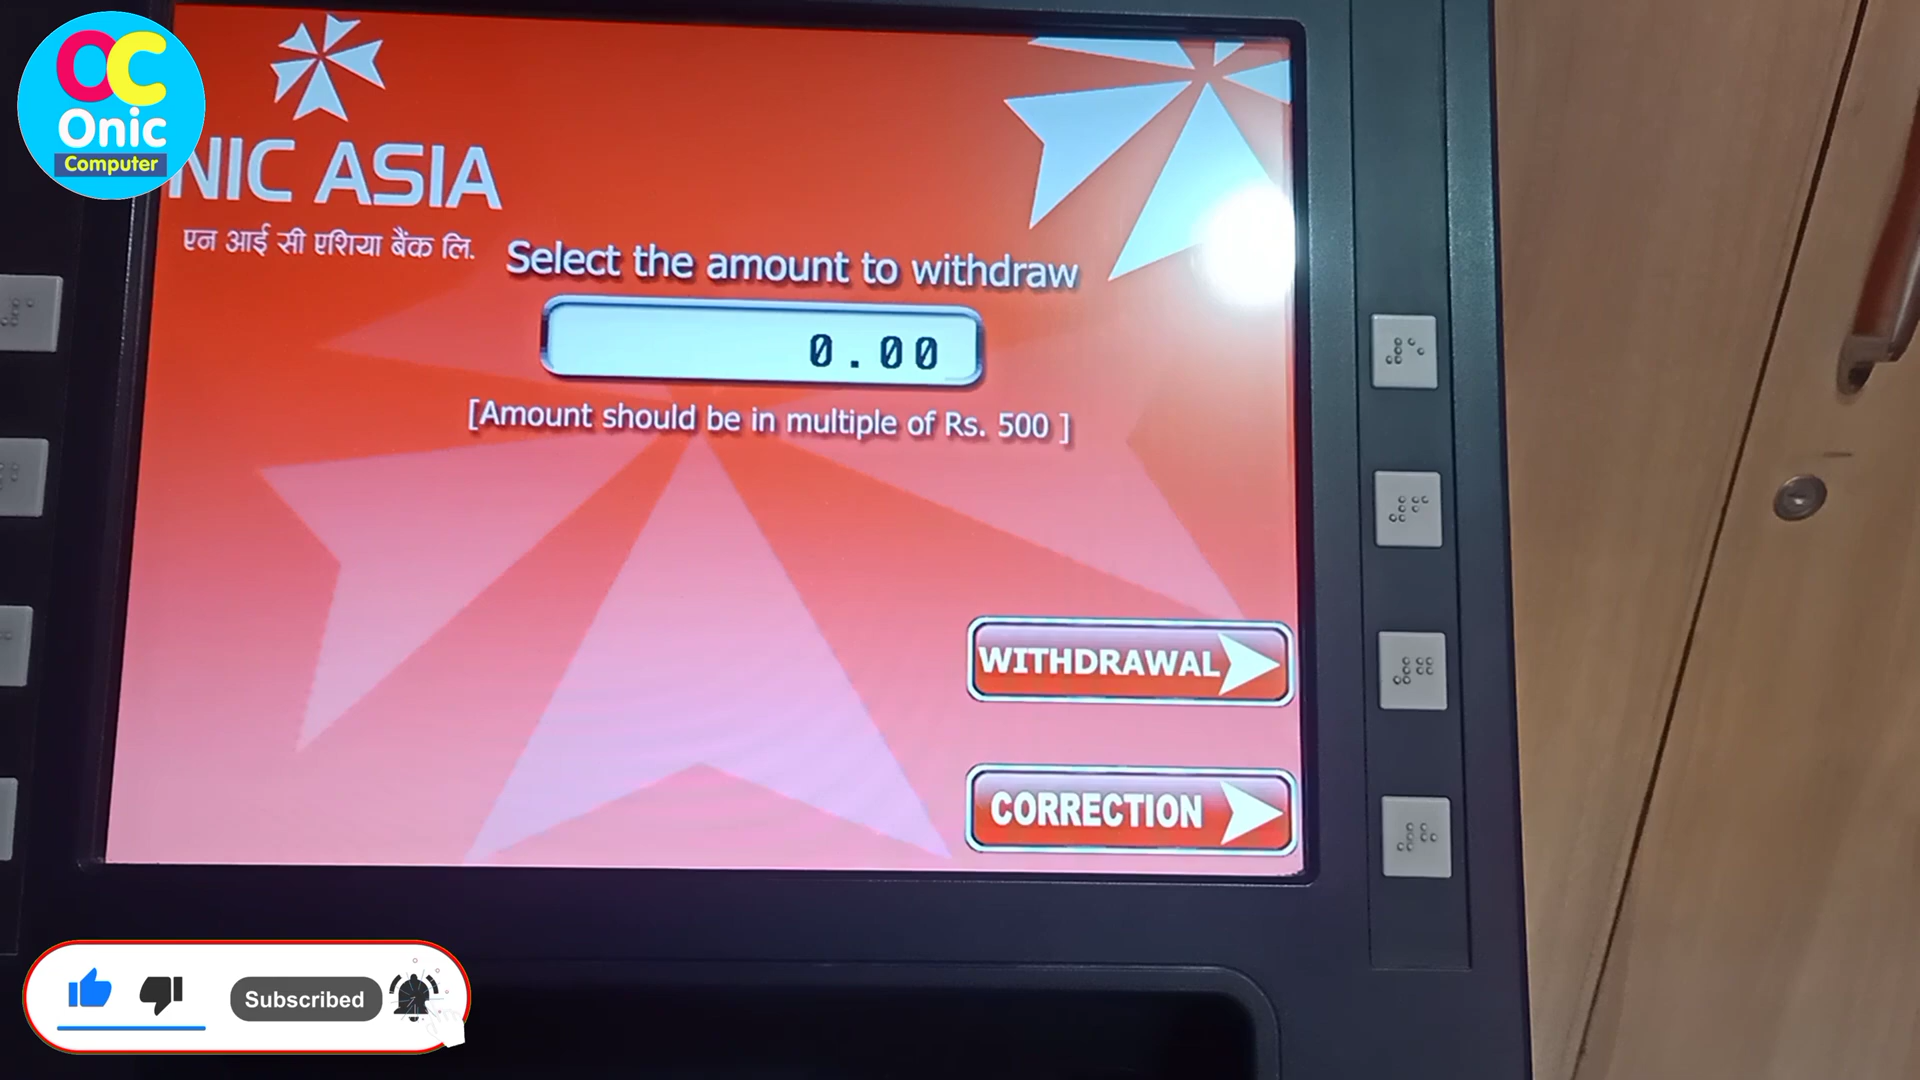 OC
Onic
Computer
NIC ASIA
एन आई सी एशिया बैंक लि.
Select the amount to withdraw
0.00
[Amount should be in multiple of Rs. 500 ]
WITHDRAWAL
CORRECTION
Subscribed